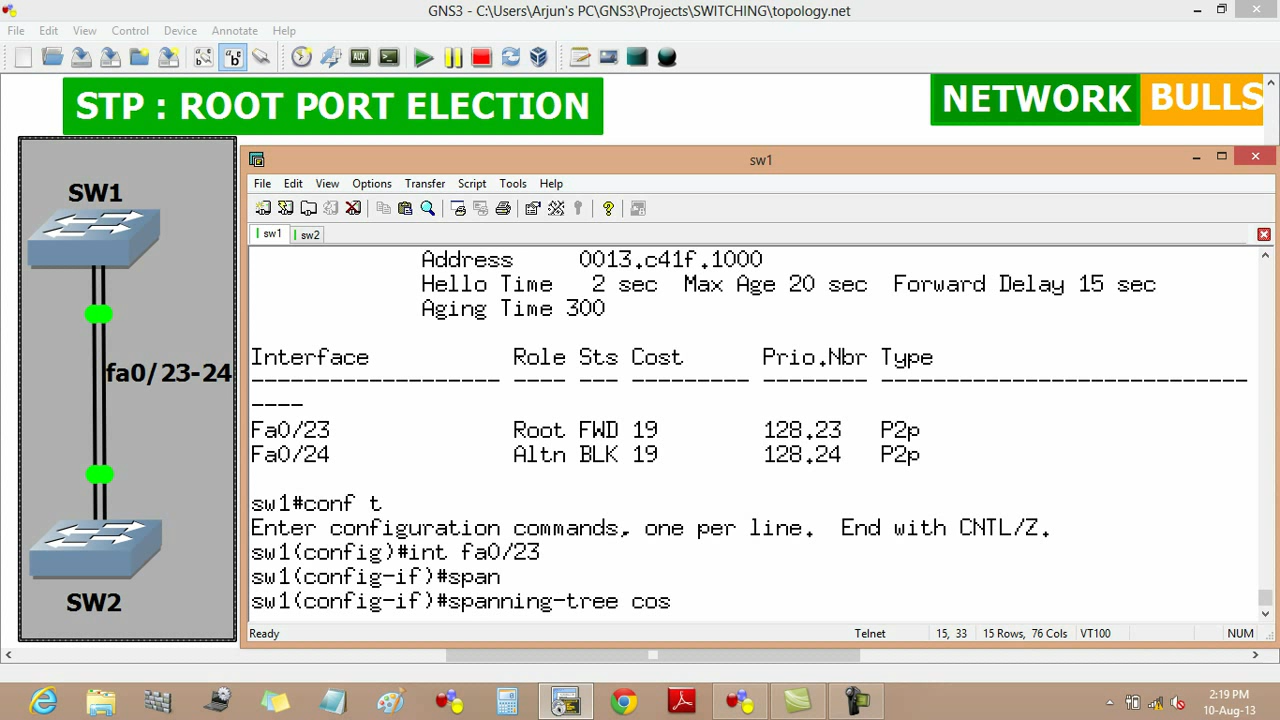 GNS3 - C:\Users\Arjun's PC\GNS3\Projects\SWITCHING\topology.net
File Edit View Control Device Annotate Help
STP : ROOT PORT ELECTION
NETWORK BULLS
SW1
fa0/23-24
SW2
sw1
File Edit View Options Transfer Script Tools Help
sw1 sw2
Address 0013.c41f.1000
Hello Time 2 sec Max Age 20 sec Forward Delay 15 sec
Aging Time 300
Interface Role Sts Cost Prio.Nbr Type
------------------- ---- --- --------- -------- ----------------------------
----
Fa0/23 Root FWD 19 128.23 P2p
Fa0/24 Altn BLK 19 128.24 P2p
sw1#conf t
Enter configuration commands, one per line. End with CNTL/Z.
sw1(config)#int fa0/23
sw1(config-if)#span
sw1(config-if)#spanning-tree cos
Ready Telnet 15, 33 15 Rows, 76 Cols VT100 NUM
2:19 PM
10-Aug-13